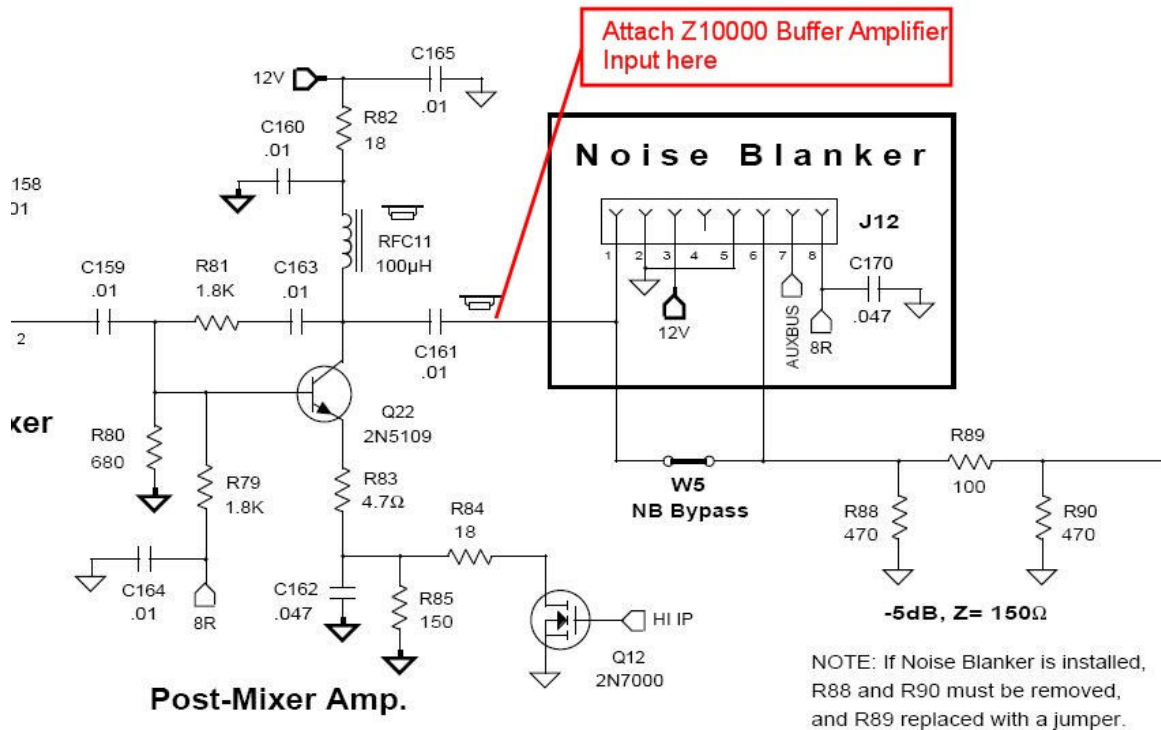 Attach Z10000 Buffer Amplifier
Input here
12V
C165
.01
R82
18
C160
.01
Noise Blanker
J12
1 2 3 4 5 6 7 8
12V
AUXBUS
8R
C170
.047
158
01
RFC11
100µH
C159
.01
R81
1.8K
C163
.01
C161
.01
2
xer
Q22
2N5109
R80
680
R79
1.8K
R83
4.7Ω
R84
18
C164
.01
8R
C162
.047
R85
150
HI IP
Q12
2N7000
W5
NB Bypass
R89
100
R88
470
R90
470
-5dB, Z= 150Ω
Post-Mixer Amp.
NOTE: If Noise Blanker is installed,
R88 and R90 must be removed,
and R89 replaced with a jumper.